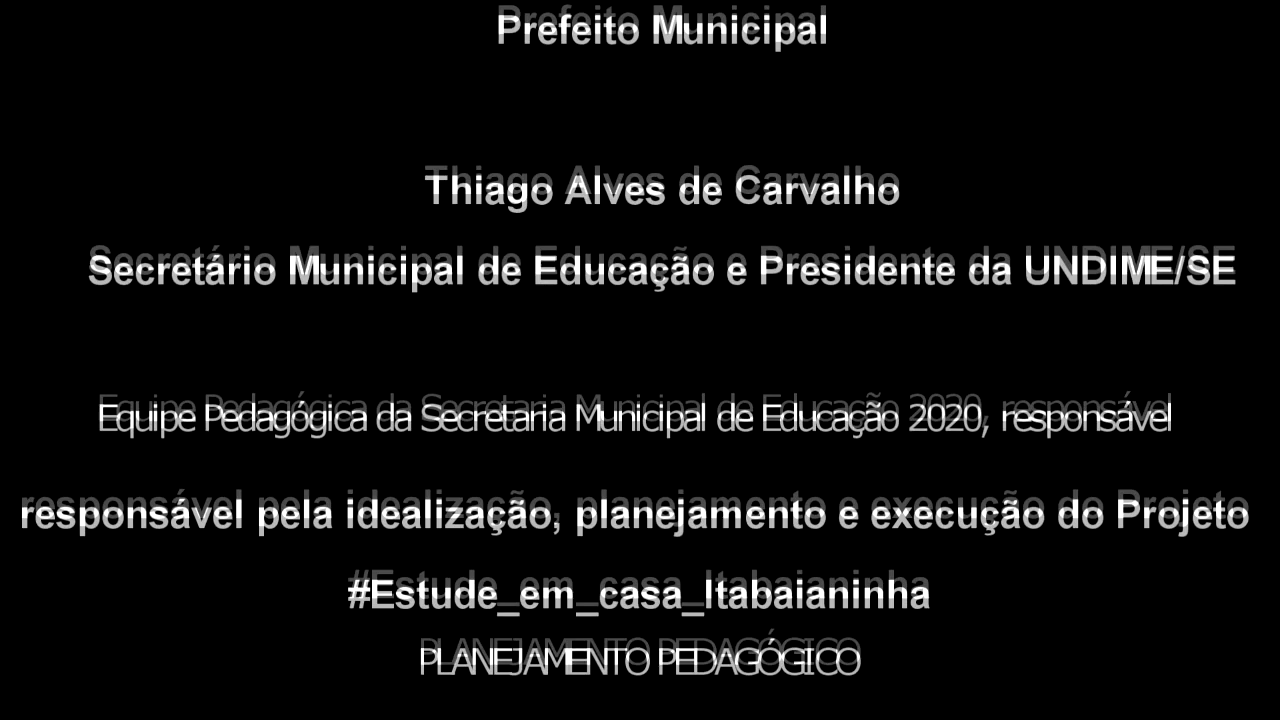 Prefeito Municipal
Thiago Alves de Carvalho
Secretário Municipal de Educação e Presidente da UNDIME/SE
Equipe Pedagógica da Secretaria Municipal de Educação 2020, responsável
responsável pela idealização, planejamento e execução do Projeto
#Estude_em_casa_Itabaianinha
PLANEJAMENTO PEDAGÓGICO